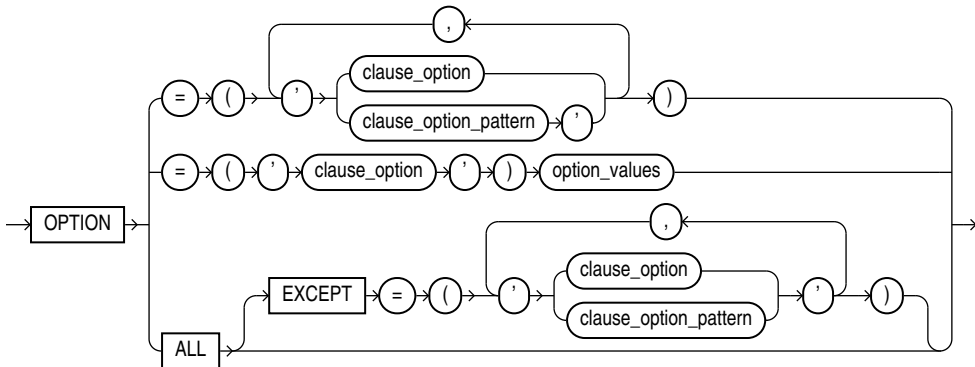 ,
clause_option
= ( ' clause_option_pattern ' )
= ( ' clause_option ' ) option_values
OPTION
,
clause_option
EXCEPT = ( ' clause_option_pattern ' )
ALL